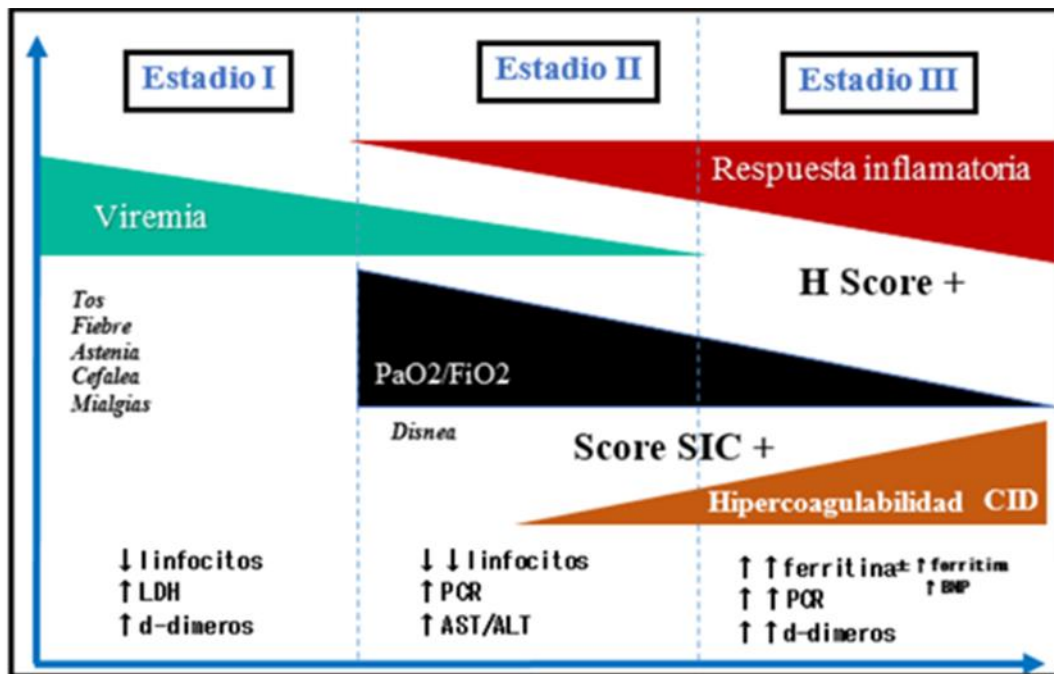 Estadio I
Estadio II
Estadio III
Respuesta inflamatoria
Viremia
H Score +
Tos
Fiebre
Astenia
Cefalea
Mialgias
PaO2/FiO2
Disnea
Score SIC +
Hipercoagulabilidad CID
↓ linfocitos
↑ LDH
↑ d-dimeros
↓ ↓ linfocitos
↑ PCR
↑ AST/ALT
↑ ↑ ferritina± ↑ ferritina
↑ BNP
↑ ↑ PCR
↑ ↑ d-dimeros